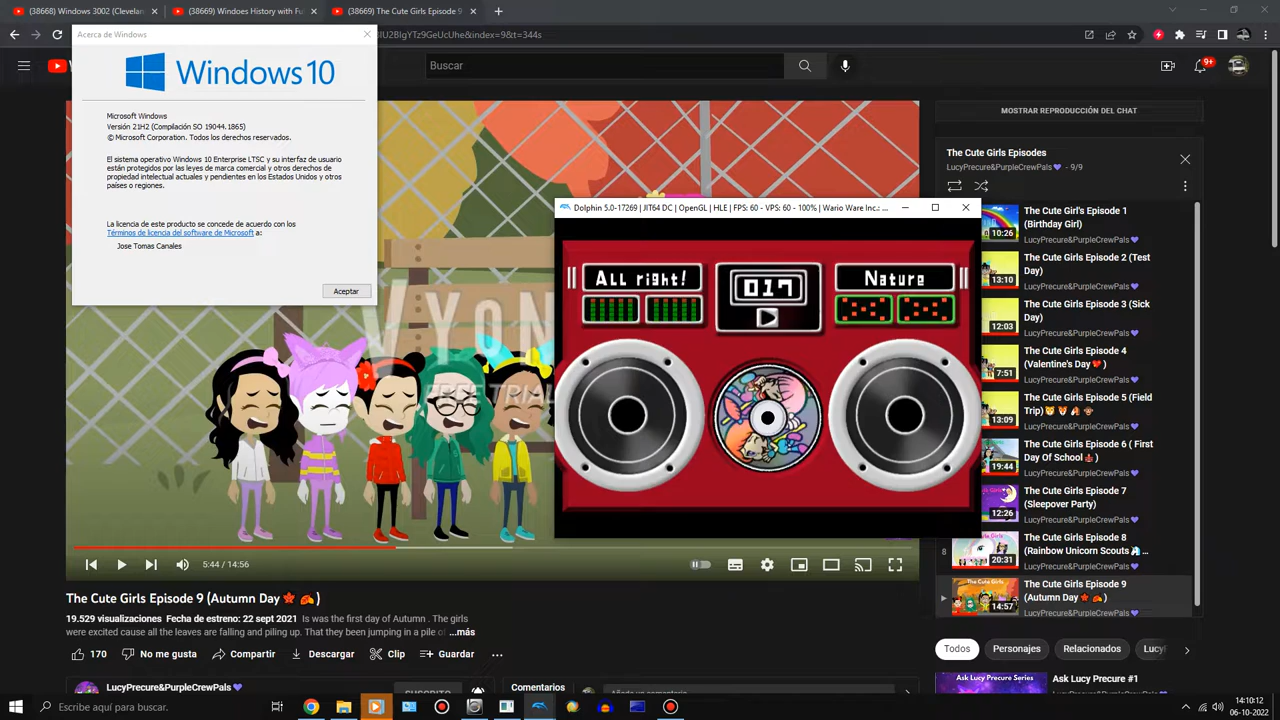 (38668) Windows 3002 (Clevelan
(38669) Windoes History with Fu
(38669) The Cute Girls Episode 9
IU2BIgYTz9GeUcUhe&index=9&t=344s
Acerca de Windows
Windows 10
Microsoft Windows
Versión 21H2 (Compilación SO 19044.1865)
© Microsoft Corporation. Todos los derechos reservados.
El sistema operativo Windows 10 Enterprise LTSC y su interfaz de usuario
están protegidos por las leyes de marca comercial y otros derechos de
propiedad intelectual actuales y pendientes en los Estados Unidos y otros
países o regiones.
La licencia de este producto se concede de acuerdo con los
Términos de licencia del software de Microsoft a:
Jose Tomas Canales
Aceptar
Buscar
9+
VYON
FREE TRIAL
Dolphin 5.0-17269 | JIT64 DC | OpenGL | HLE | FPS: 60 - VPS: 60 - 100% | Wario Ware Inc.: ...
All right!
017
Nature
5:44 / 14:56
The Cute Girls Episode 9 (Autumn Day🍁🍂)
19.529 visualizaciones Fecha de estreno: 22 sept 2021 Is was the first day of Autumn . The girls
were excited cause all the leaves are falling and piling up. That they been jumping in a pile of ...más
170
No me gusta
Compartir
Descargar
Clip
Guardar
LucyPrecure&PurpleCrewPals💜
SUSCRITO
Comentarios
Añade un comentario...
MOSTRAR REPRODUCCIÓN DEL CHAT
The Cute Girls Episodes
LucyPrecure&PurpleCrewPals💜 - 9/9
10:26
The Cute Girl's Episode 1
(Birthday Girl)
LucyPrecure&PurpleCrewPals💜
13:10
The Cute Girls Episode 2 (Test
Day)
LucyPrecure&PurpleCrewPals💜
12:03
The Cute Girls Episode 3 (Sick
Day)
LucyPrecure&PurpleCrewPals💜
7:51
The Cute Girls Episode 4
(Valentine's Day❤️)
LucyPrecure&PurpleCrewPals💜
13:09
The Cute Girls Episode 5 (Field
Trip)
LucyPrecure&PurpleCrewPals💜
19:44
The Cute Girls Episode 6 ( First
Day Of School)
LucyPrecure&PurpleCrewPals💜
12:26
The Cute Girls Episode 7
(Sleepover Party)
LucyPrecure&PurpleCrewPals💜
8
20:31
The Cute Girls Episode 8
(Rainbow Unicorn Scouts🦄...
LucyPrecure&PurpleCrewPals💜
14:57
The Cute Girls Episode 9
(Autumn Day🍁🍂)
LucyPrecure&PurpleCrewPals💜
Todos
Personajes
Relacionados
LucyF
Ask Lucy Precure Series
Ask Lucy Precure #1
Escribe aquí para buscar.
14:10:12
06-10-2022